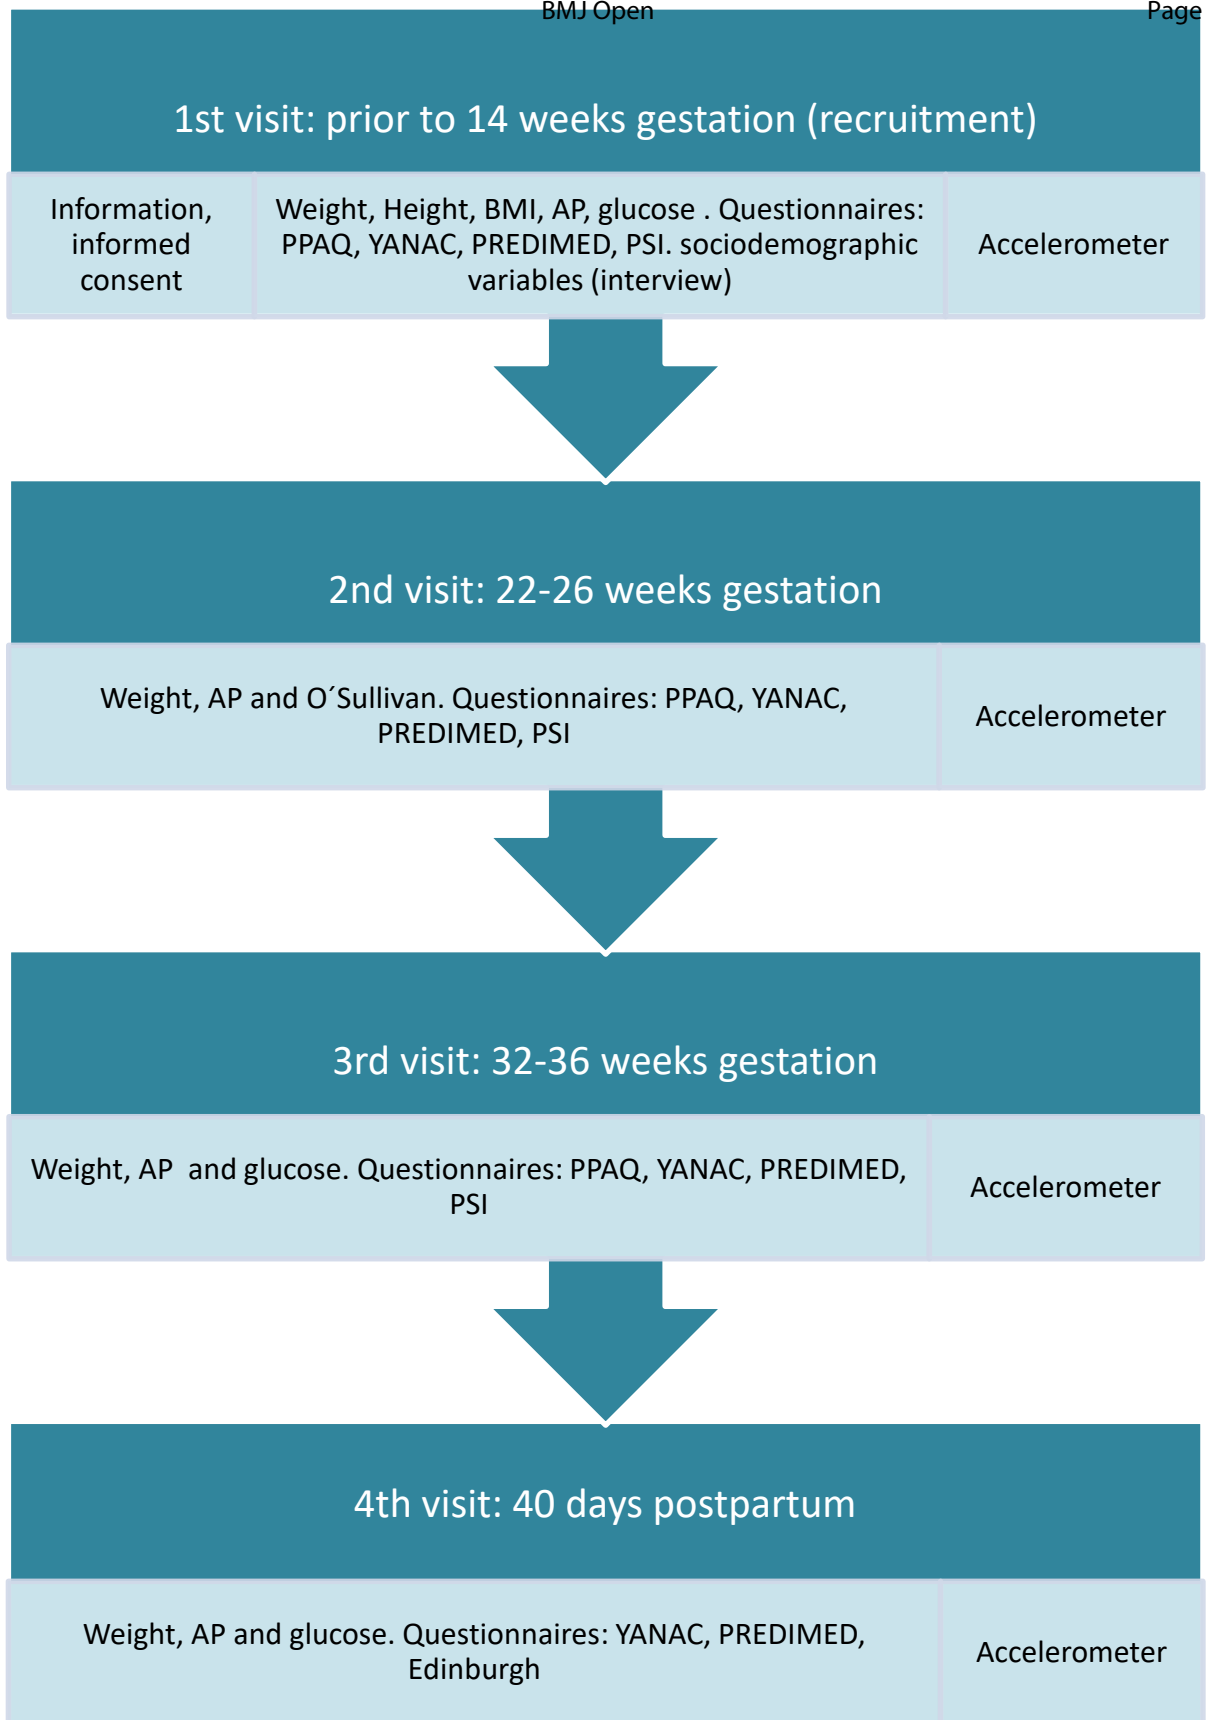 BMJ Open
Page
1st visit: prior to 14 weeks gestation (recruitment)
Information,
informed
consent
Weight, Height, BMI, AP, glucose . Questionnaires:
PPAQ, YANAC, PREDIMED, PSI. sociodemographic
variables (interview)
Accelerometer
2nd visit: 22-26 weeks gestation
Weight, AP and O´Sullivan. Questionnaires: PPAQ, YANAC,
PREDIMED, PSI
Accelerometer
3rd visit: 32-36 weeks gestation
Weight, AP  and glucose. Questionnaires: PPAQ, YANAC, PREDIMED,
PSI
Accelerometer
4th visit: 40 days postpartum
Weight, AP and glucose. Questionnaires: YANAC, PREDIMED,
Edinburgh
Accelerometer